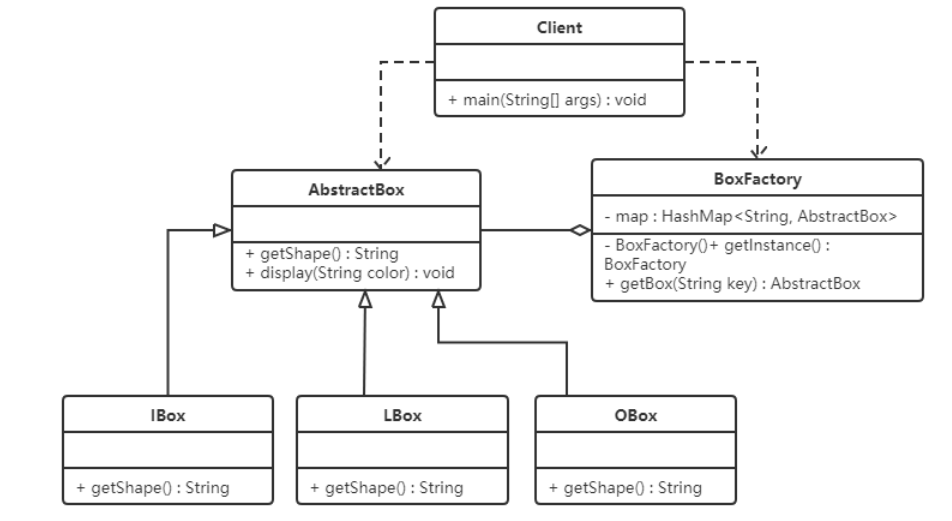 Client
+ main(String[] args) : void
AbstractBox
+ getShape() : String
+ display(String color) : void
BoxFactory
- map : HashMap<String, AbstractBox>
- BoxFactory()+ getInstance() :
BoxFactory
+ getBox(String key) : AbstractBox
IBox
+ getShape() : String
LBox
+ getShape() : String
OBox
+ getShape() : String